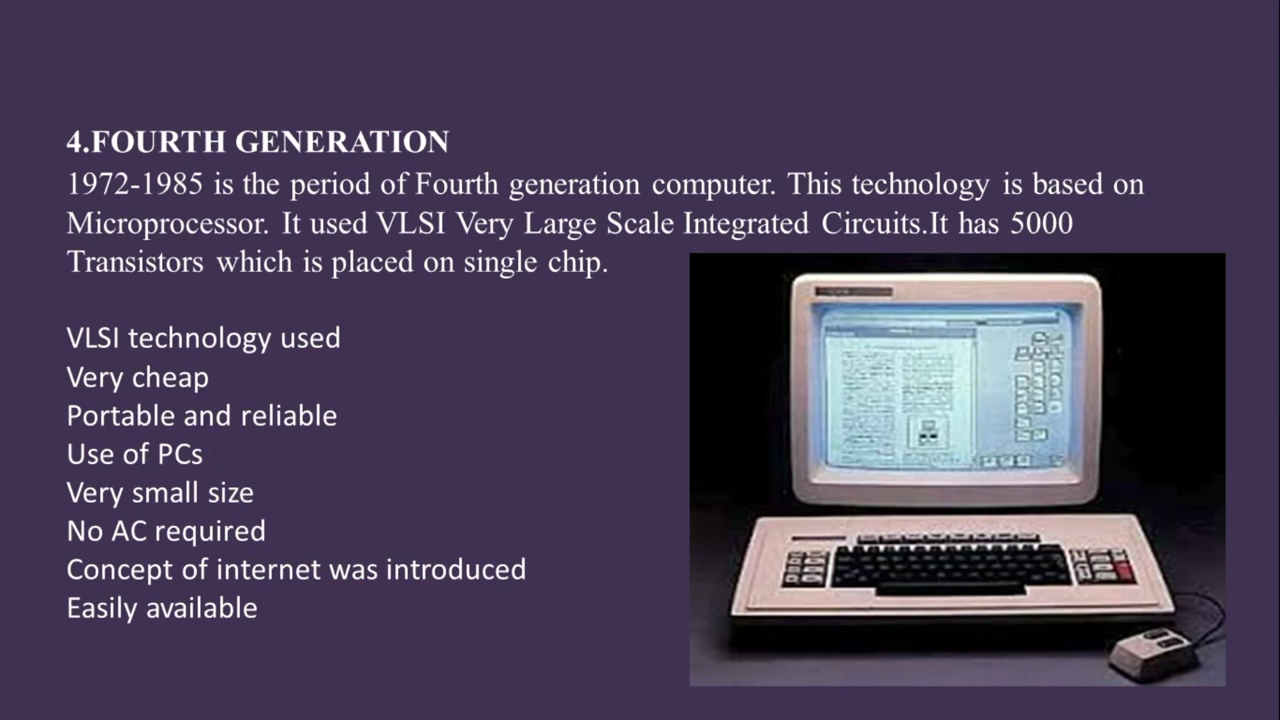 4.FOURTH GENERATION
1972-1985 is the period of Fourth generation computer. This technology is based on
Microprocessor. It used VLSI Very Large Scale Integrated Circuits.It has 5000
Transistors which is placed on single chip.
VLSI technology used
Very cheap
Portable and reliable
Use of PCs
Very small size
No AC required
Concept of internet was introduced
Easily available